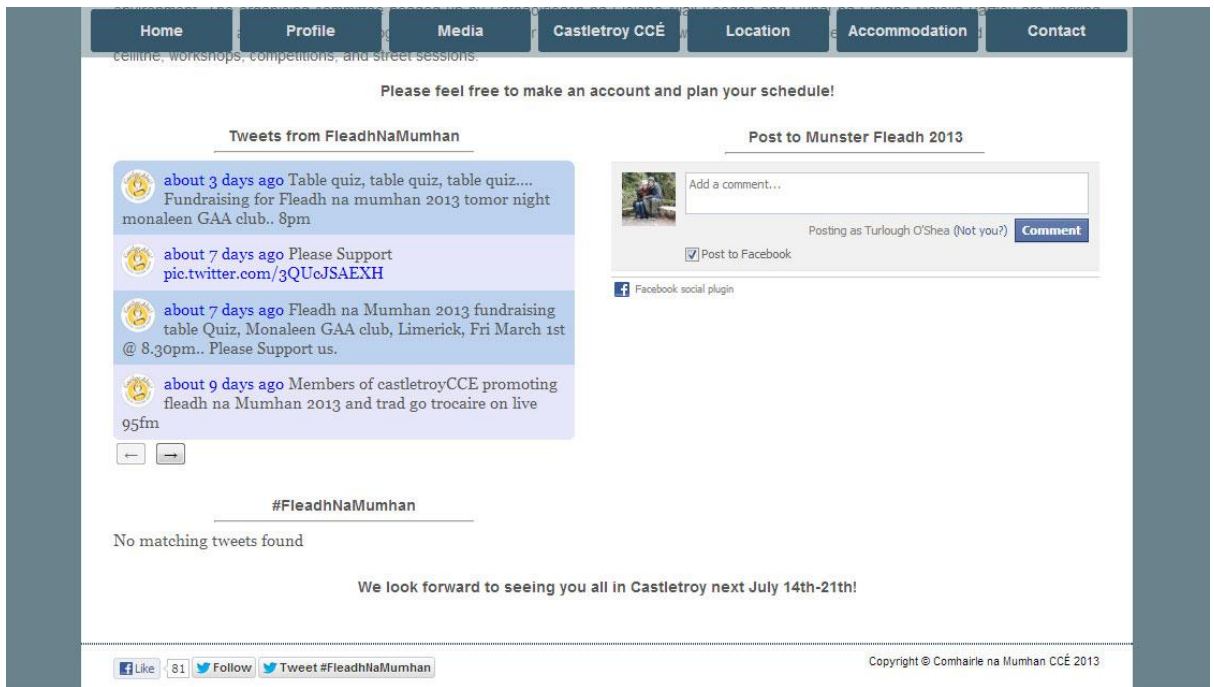 Home Profile Media Castletroy CCÉ Location Accommodation Contact
céilithe, workshops, competitions, and street sessions.
Please feel free to make an account and plan your schedule!
Tweets from FleadhNaMumhan
about 3 days ago Table quiz, table quiz, table quiz....
Fundraising for Fleadh na mumhan 2013 tomor night
monaleen GAA club.. 8pm
about 7 days ago Please Support
pic.twitter.com/3QUcJSAEXH
about 7 days ago Fleadh na Mumhan 2013 fundraising
table Quiz, Monaleen GAA club, Limerick, Fri March 1st
@ 8.30pm.. Please Support us.
about 9 days ago Members of castletroyCCE promoting
fleadh na Mumhan 2013 and trad go trocaire on live
95fm
← →
Post to Munster Fleadh 2013
Add a comment...
Posting as Turlough O'Shea (Not you?) Comment
Post to Facebook
Facebook social plugin
#FleadhNaMumhan
No matching tweets found
We look forward to seeing you all in Castletroy next July 14th-21th!
Like 81 Follow Tweet #FleadhNaMumhan
Copyright © Comhairle na Mumhan CCÉ 2013